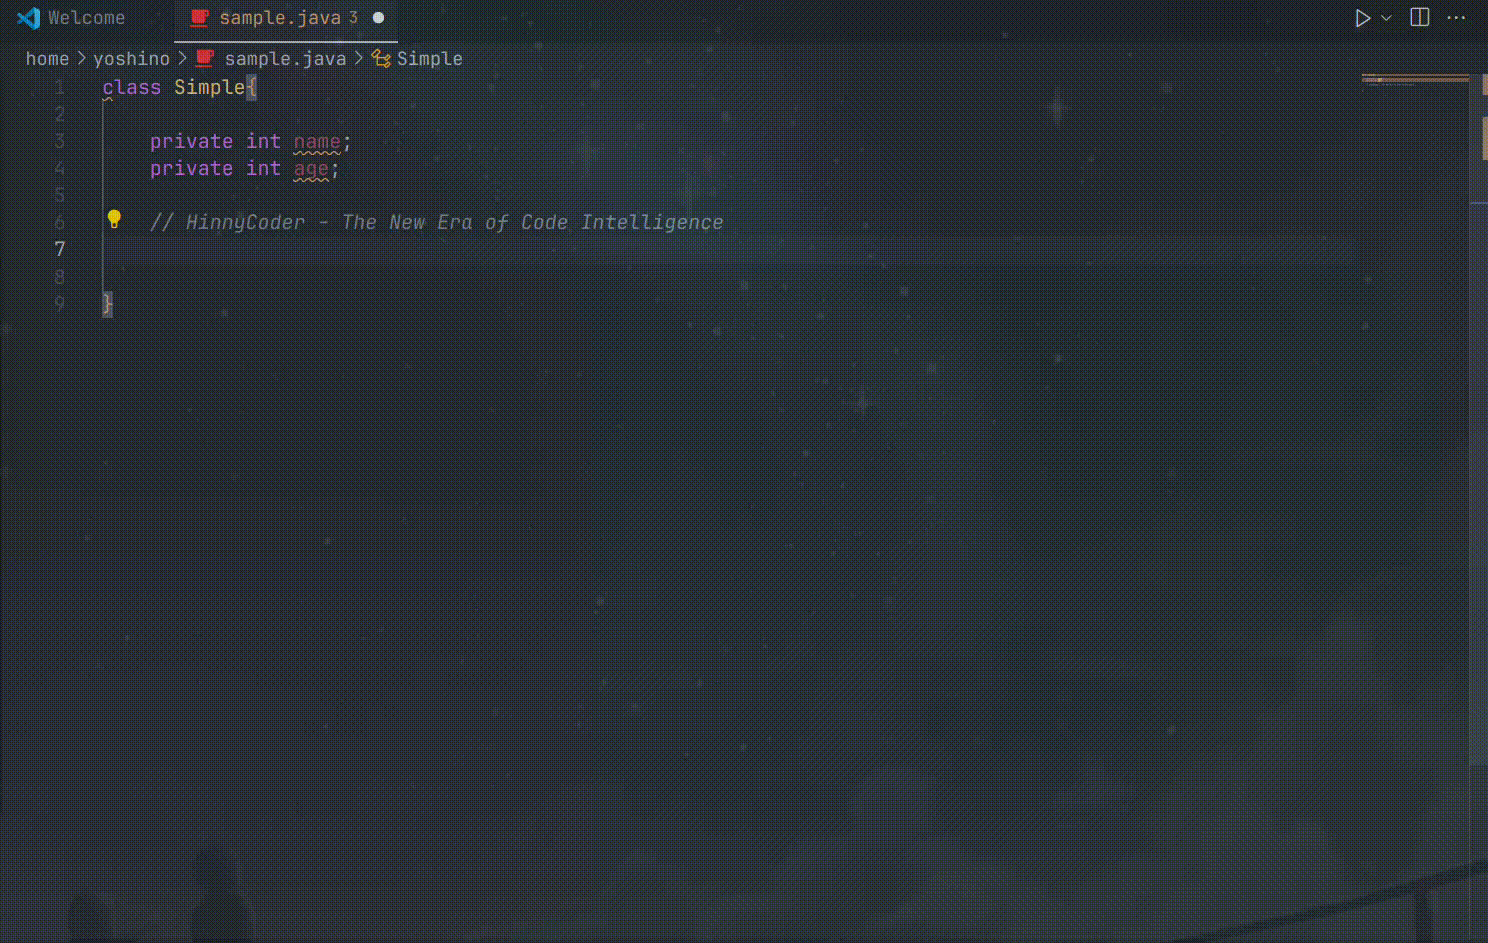 Welcome
sample.java 3
home > yoshino > sample.java > Simple
1 class Simple{
2
3 private int name;
4 private int age;
5
6 // HinnyCoder - The New Era of Code Intelligence
7
8
9 }